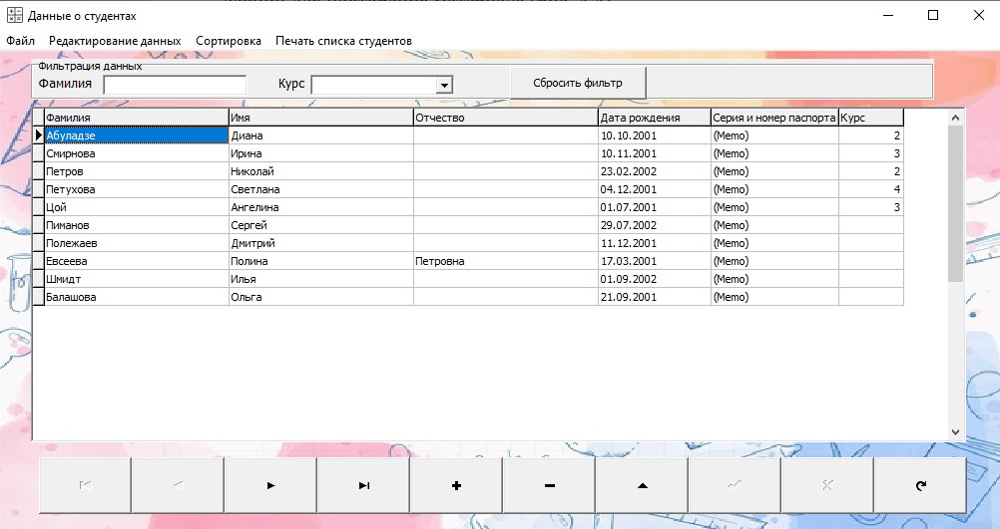 Данные о студентах
Файл Редактирование данных Сортировка Печать списка студентов
Фильтрация данных
Фамилия Курс Сбросить фильтр
Фамилия Имя Отчество Дата рождения Серия и номер паспорта Курс
Абуладзе Диана 10.10.2001 (Memo) 2
Смирнова Ирина 10.11.2001 (Memo) 3
Петров Николай 23.02.2002 (Memo) 2
Петухова Светлана 04.12.2001 (Memo) 4
Цой Ангелина 01.07.2001 (Memo) 3
Пиманов Сергей 29.07.2002 (Memo)
Полежаев Дмитрий 11.12.2001 (Memo)
Евсеева Полина Петровна 17.03.2001 (Memo)
Шмидт Илья 01.09.2002 (Memo)
Балашова Ольга 21.09.2001 (Memo)